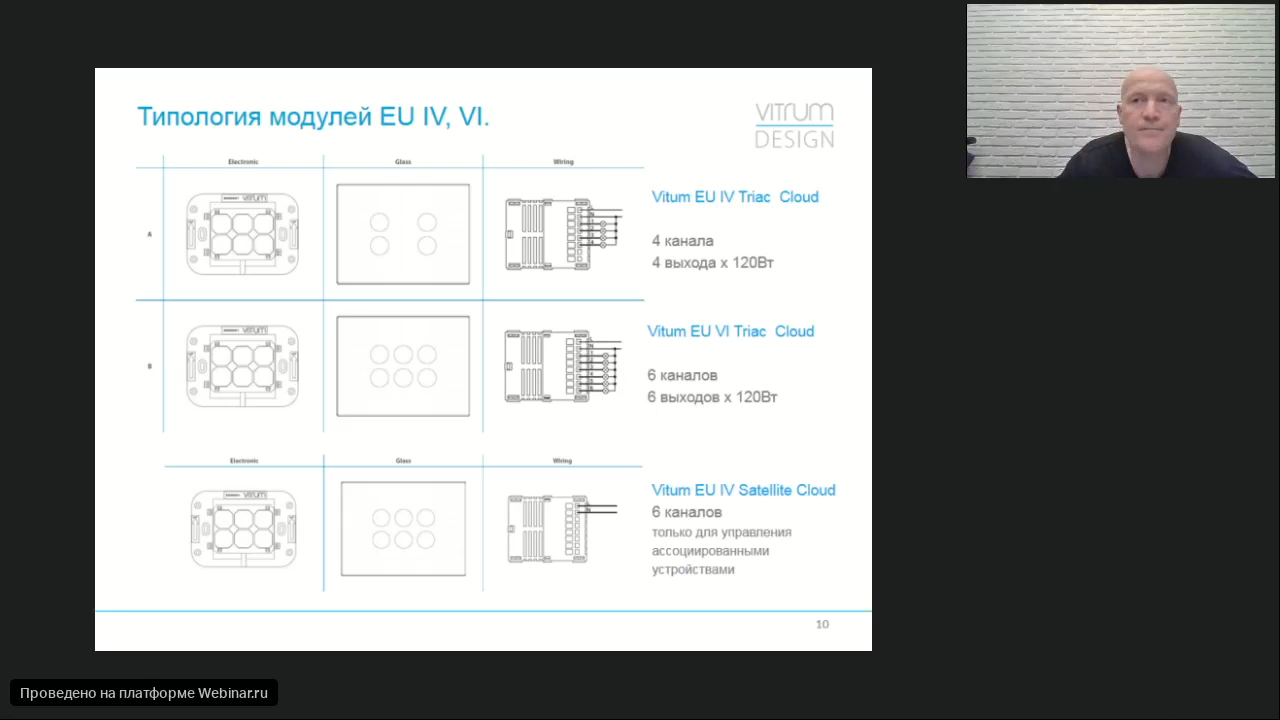 Типология модулей EU IV, VI.
VITRUM
DESIGN
Electronic Glass Wiring
A
Vitum EU IV Triac Cloud
4 канала
4 выхода x 120Вт
B
Vitum EU VI Triac Cloud
6 каналов
6 выходов x 120Вт
Electronic Glass Wiring
Vitum EU IV Satellite Cloud
6 каналов
только для управления
ассоциированными
устройствами
10
Проведено на платформе Webinar.ru